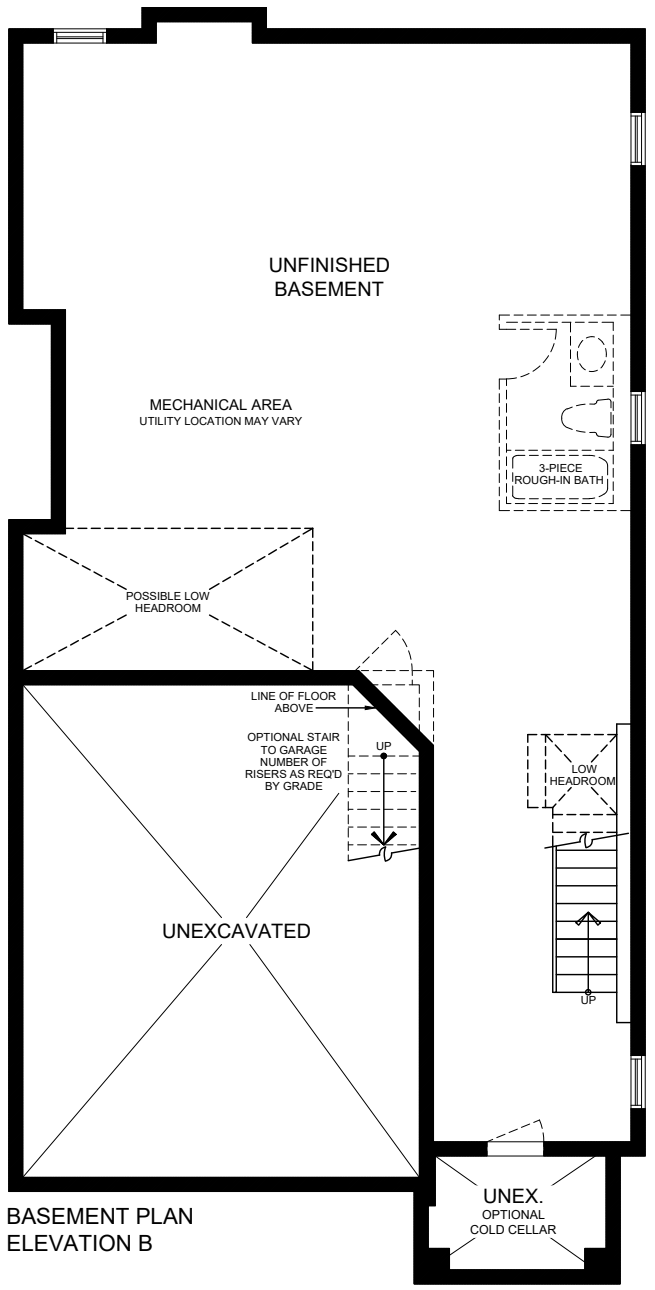 UNFINISHED
BASEMENT
MECHANICAL AREA
UTILITY LOCATION MAY VARY
3-PIECE
ROUGH-IN BATH
POSSIBLE LOW
HEADROOM
LINE OF FLOOR
ABOVE
OPTIONAL STAIR
TO GARAGE
NUMBER OF
RISERS AS REQ'D
BY GRADE
UP
LOW
HEADROOM
UNEXCAVATED
UP
UNEX.
OPTIONAL
COLD CELLAR
BASEMENT PLAN
ELEVATION B